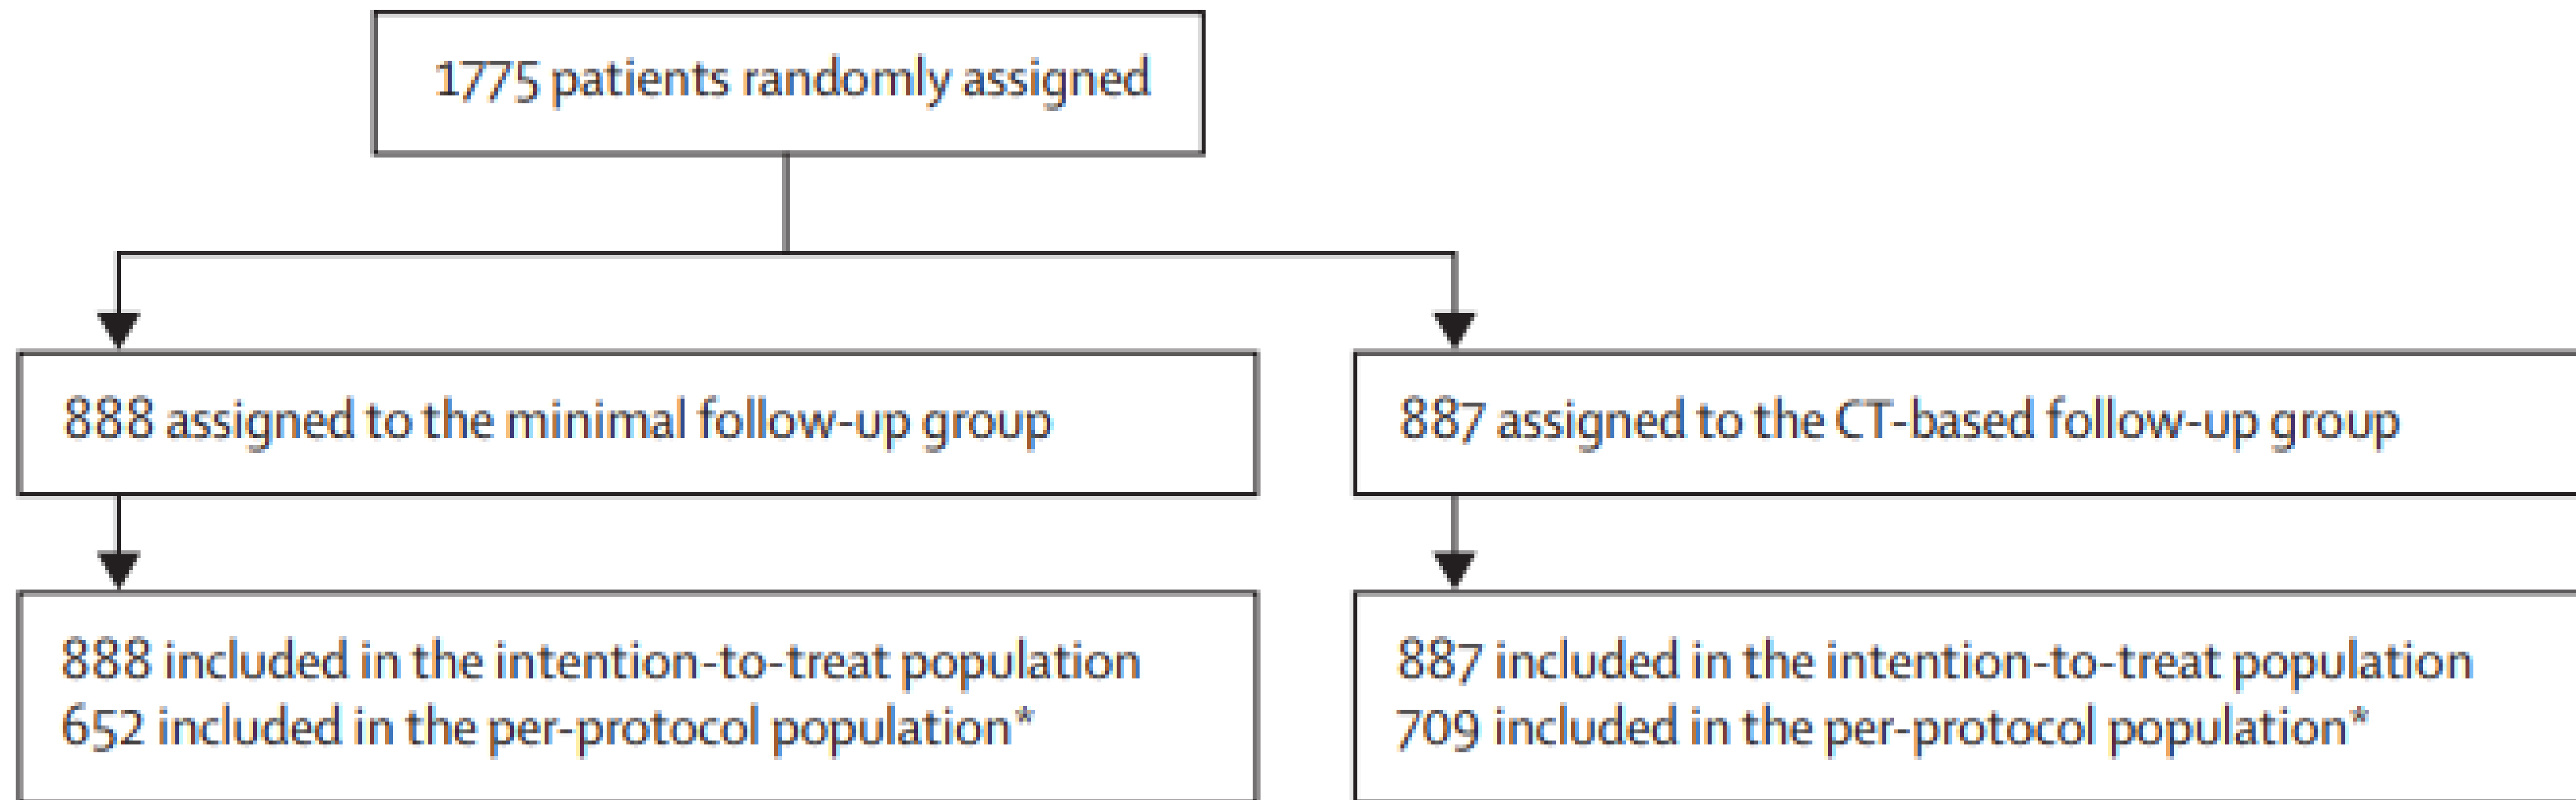 1775 patients randomly assigned
888 assigned to the minimal follow-up group
887 assigned to the CT-based follow-up group
888 included in the intention-to-treat population
652 included in the per-protocol population*
887 included in the intention-to-treat population
709 included in the per-protocol population*